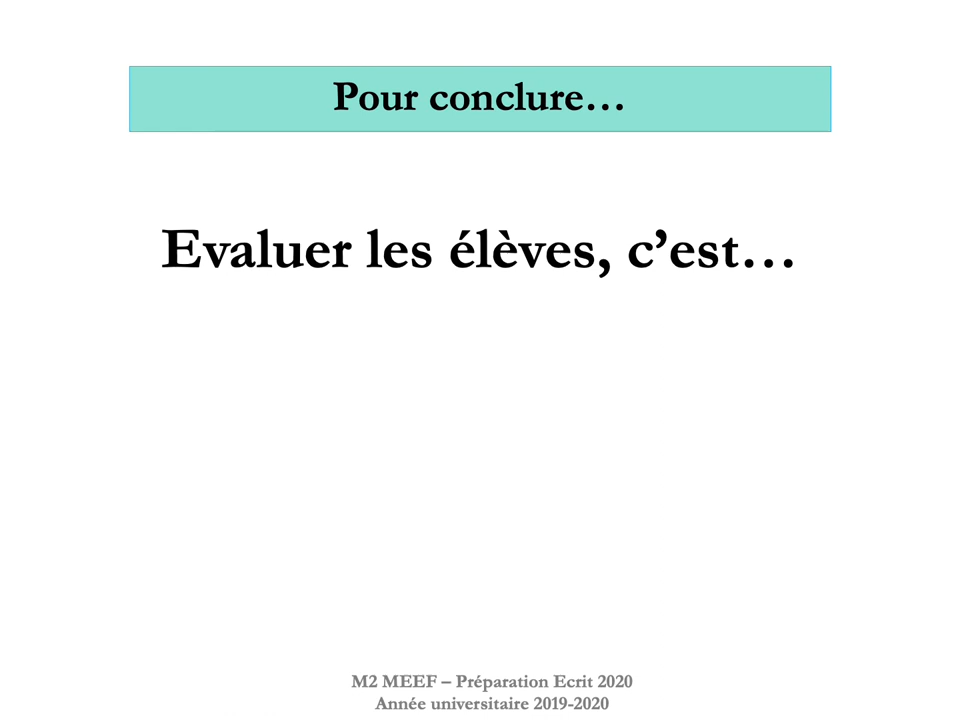 Pour conclure…
Evaluer les élèves, c’est…
M2 MEEF – Préparation Ecrit 2020
Année universitaire 2019-2020